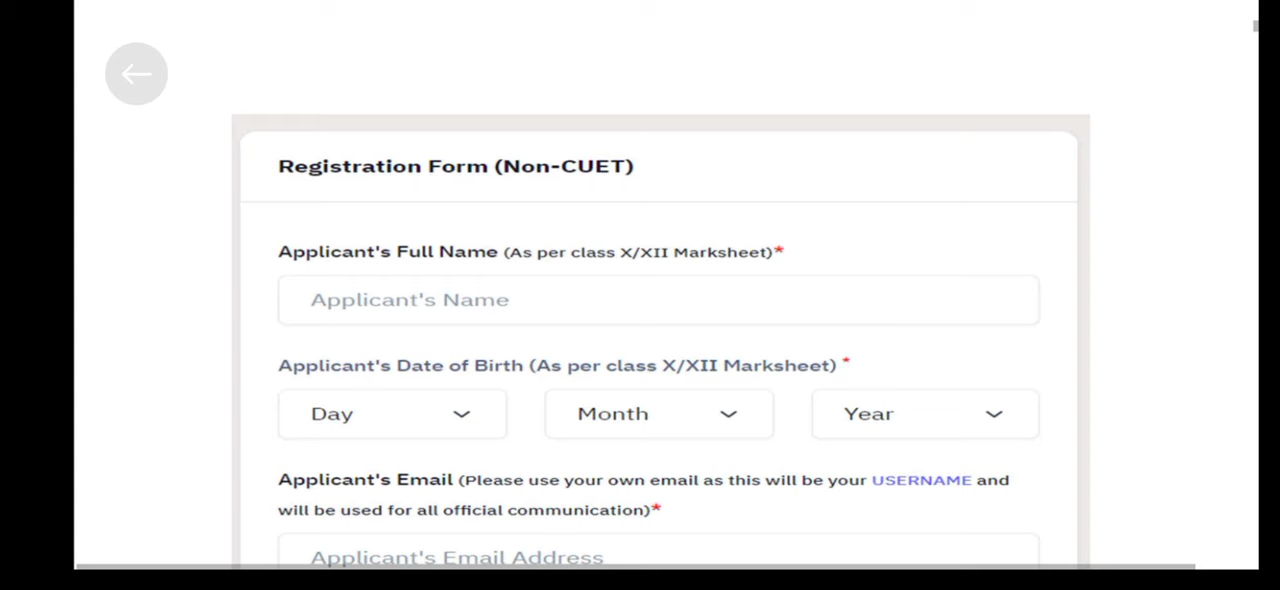 Registration Form (Non-CUET)
Applicant's Full Name (As per class X/XII Marksheet)*
Applicant's Name
Applicant's Date of Birth (As per class X/XII Marksheet) *
Day Month Year
Applicant's Email (Please use your own email as this will be your USERNAME and
will be used for all official communication)*
Applicant's Email Address